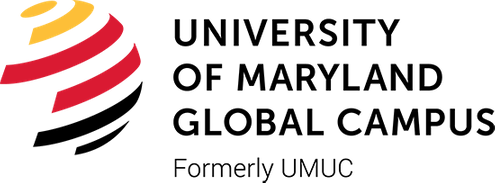 UNIVERSITY
OF MARYLAND
GLOBAL CAMPUS
Formerly UMUC